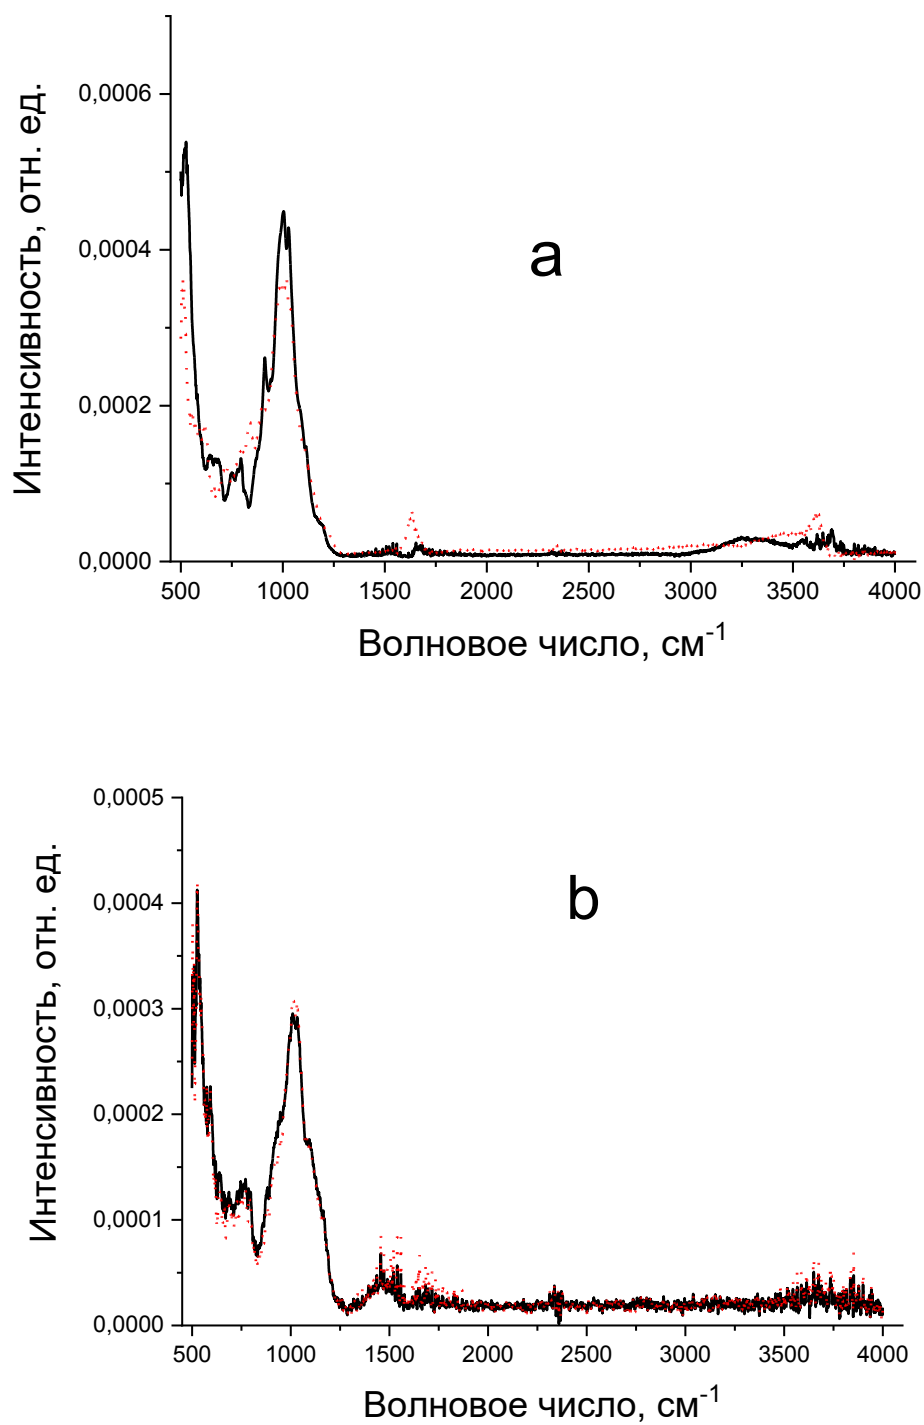 Интенсивность, отн. ед.
0,0006
0,0004
0,0002
0,0000
a
500 1000 1500 2000 2500 3000 3500 4000
Волновое число, см-1
Интенсивность, отн. ед.
0,0005
0,0004
0,0003
0,0002
0,0001
0,0000
b
500 1000 1500 2000 2500 3000 3500 4000
Волновое число, см-1